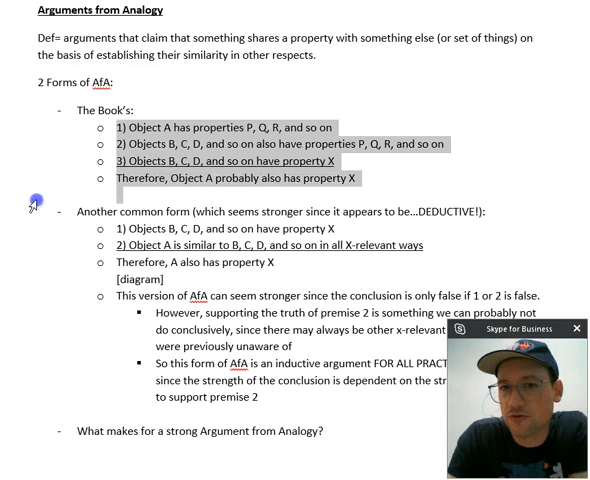 Arguments from Analogy
Def= arguments that claim that something shares a property with something else (or set of things) on
the basis of establishing their similarity in other respects.
2 Forms of AfA:
- The Book's:
o 1) Object A has properties P, Q, R, and so on
o 2) Objects B, C, D, and so on also have properties P, Q, R, and so on
o 3) Objects B, C, D, and so on have property X
o Therefore, Object A probably also has property X
- Another common form (which seems stronger since it appears to be...DEDUCTIVE!):
o 1) Objects B, C, D, and so on have property X
o 2) Object A is similar to B, C, D, and so on in all X-relevant ways
o Therefore, A also has property X
[diagram]
o This version of AfA can seem stronger since the conclusion is only false if 1 or 2 is false.
▪ However, supporting the truth of premise 2 is something we can probably not
do conclusively, since there may always be other x-relevant
were previously unaware of
▪ So this form of AfA is an inductive argument FOR ALL PRACT
since the strength of the conclusion is dependent on the str
to support premise 2
- What makes for a strong Argument from Analogy?
Skype for Business